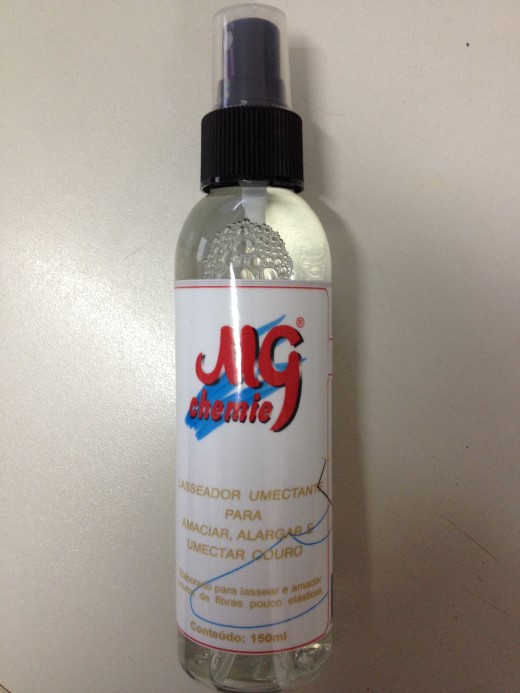 MG®
chemie
LASSEADOR UMECTANTE
PARA
AMACIAR, ALARGAR E
UMECTAR COURO
para lassear e amaciar
de fibras pouco elásticas
Conteúdo: 150ml